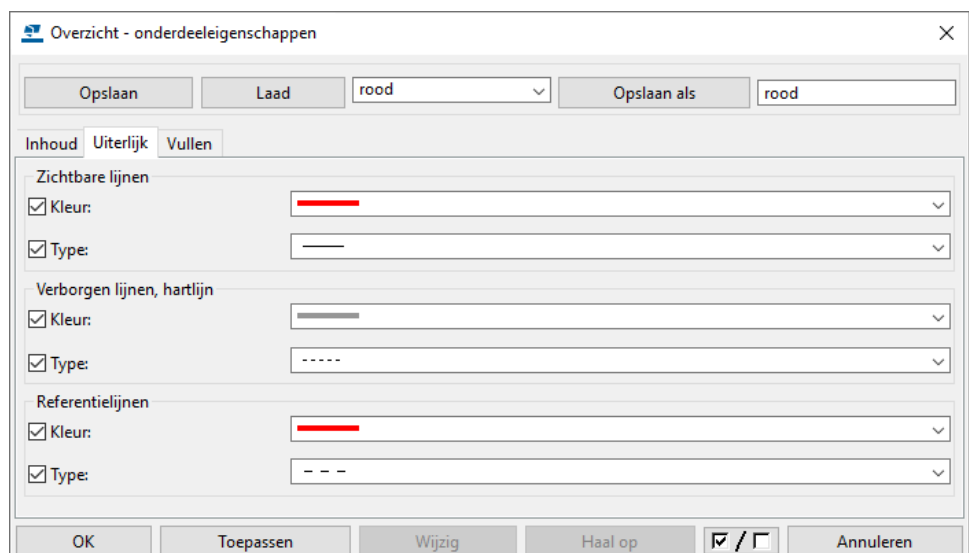 Overzicht - onderdeeleigenschappen
Opslaan Laad rood Opslaan als rood
Inhoud Uiterlijk Vullen
Zichtbare lijnen
Kleur:
Type:
Verborgen lijnen, hartlijn
Kleur:
Type:
Referentielijnen
Kleur:
Type:
OK Toepassen Wijzig Haal op / Annuleren